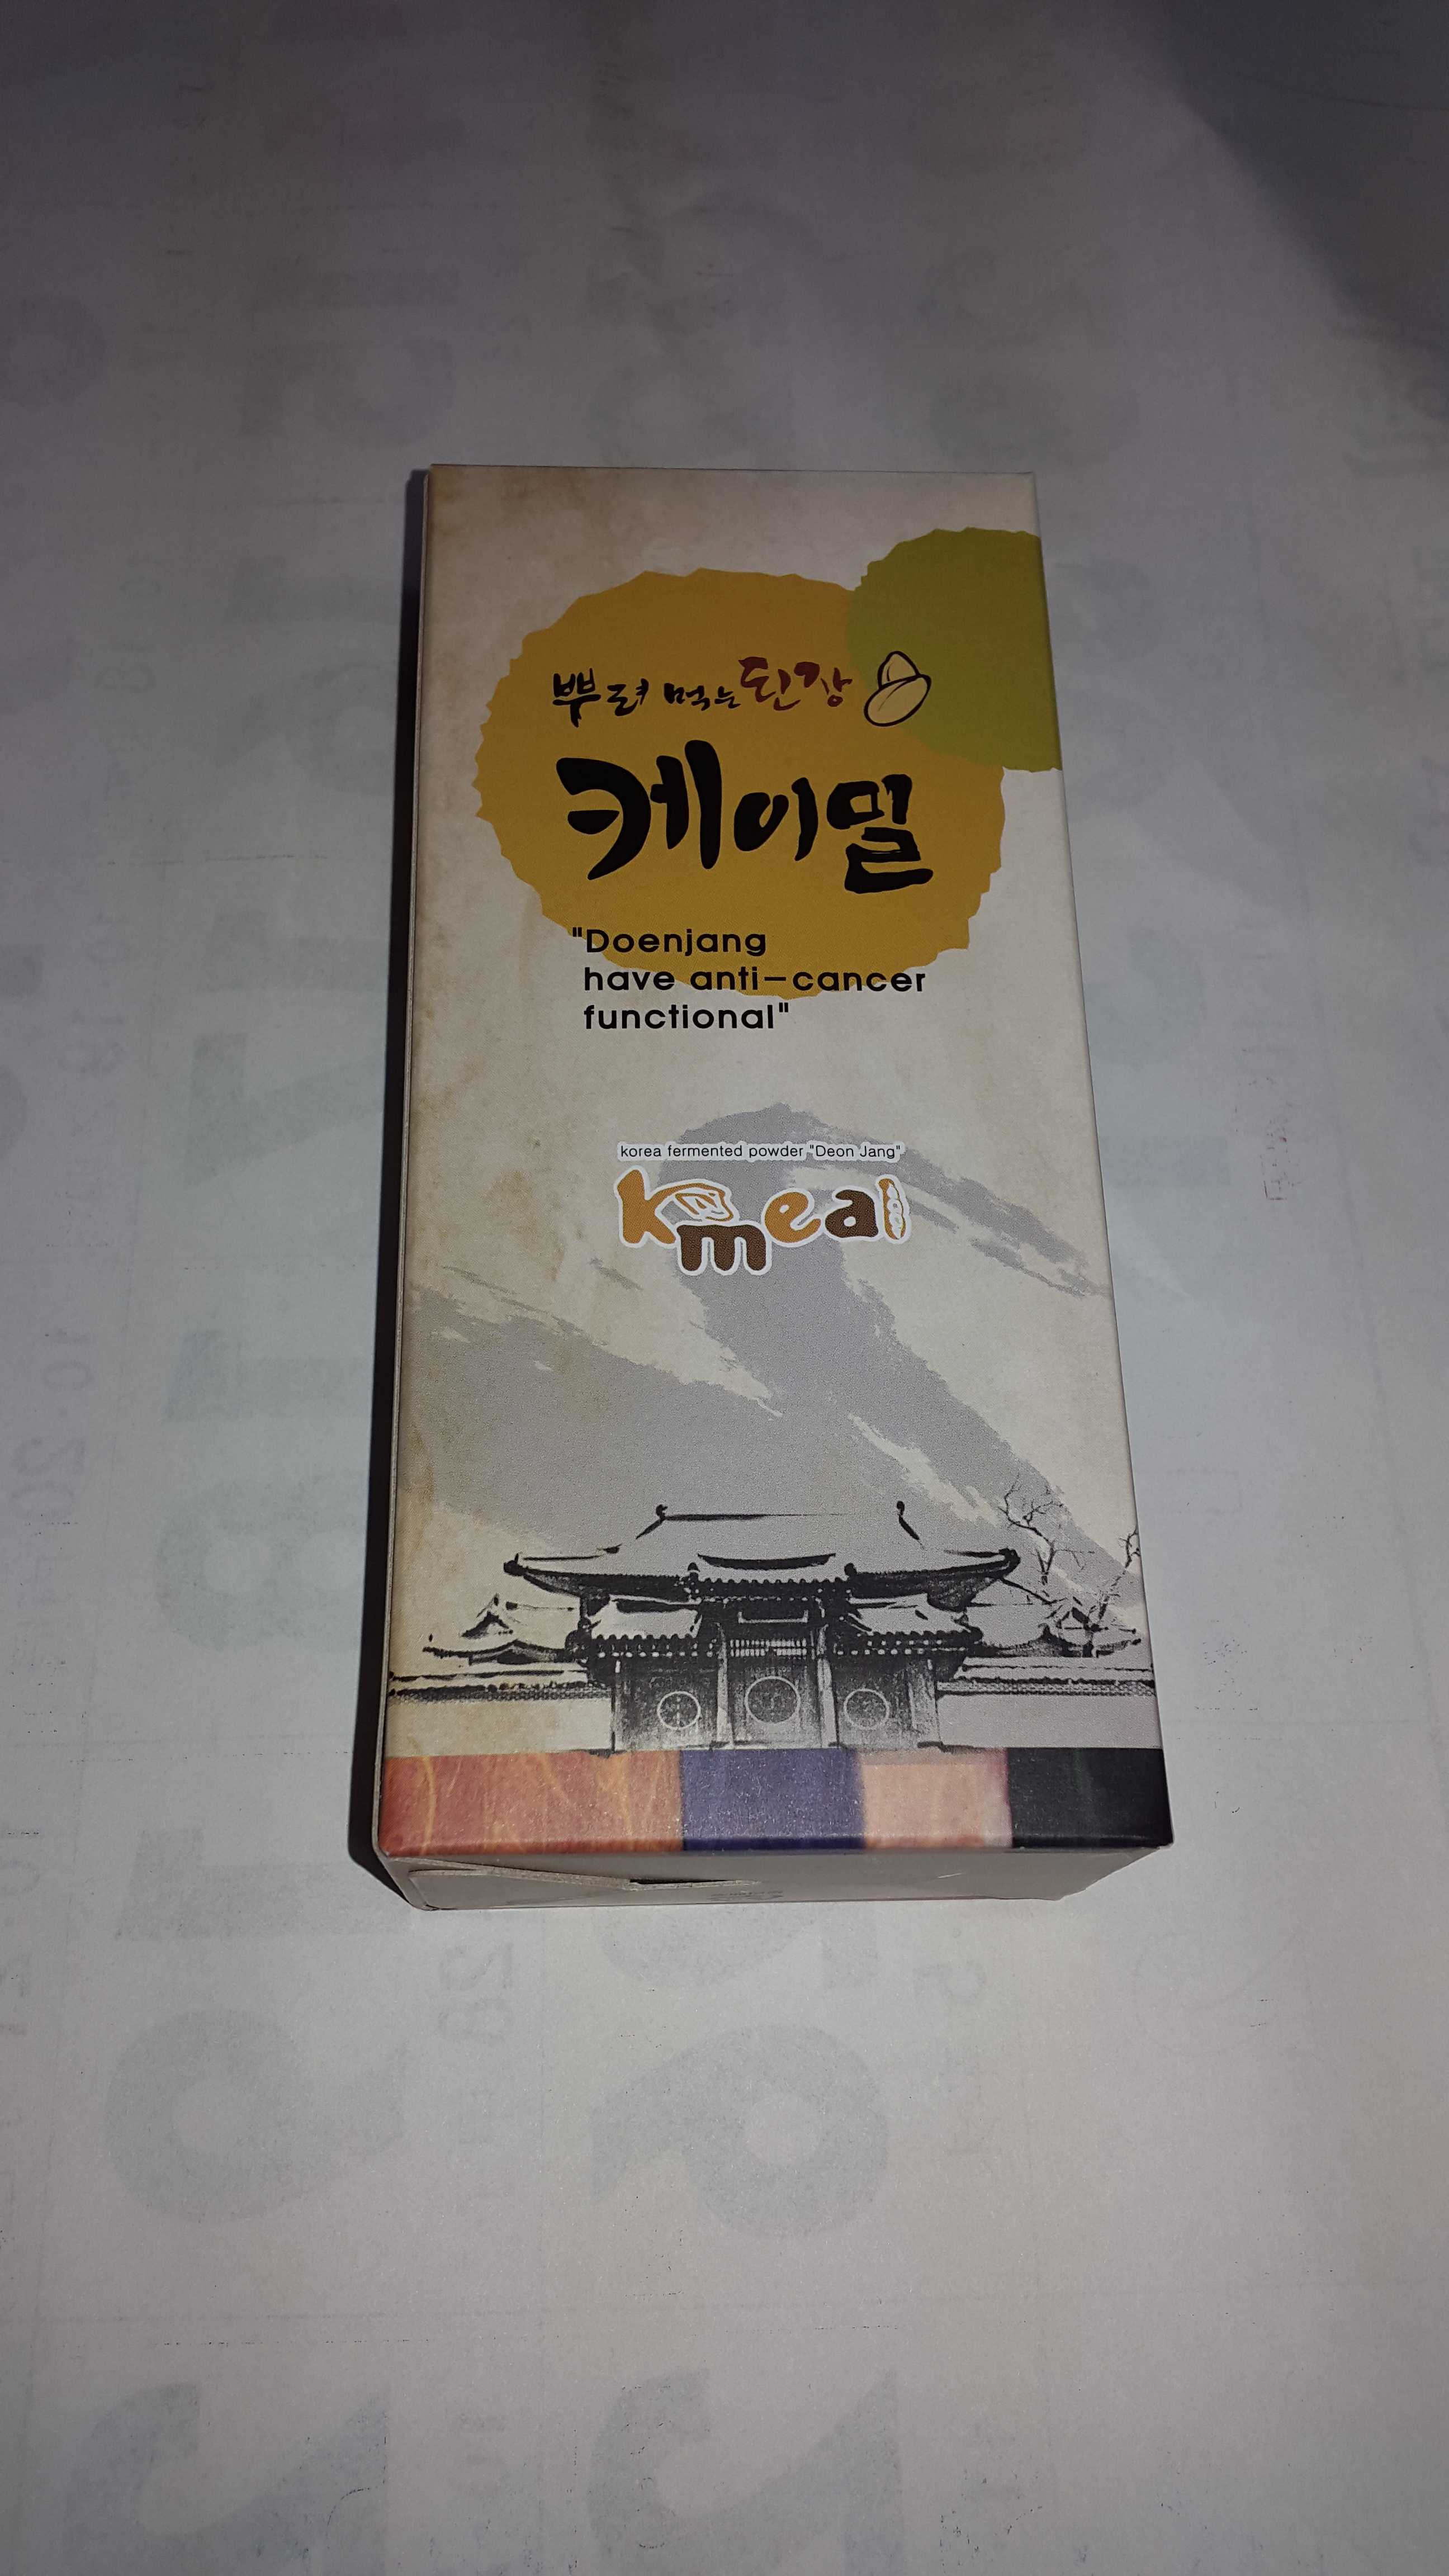 뿌려 먹는 된장
케이밀
"Doenjang
have anti-cancer
functional"
korea fermented powder "Deon Jang"
kmeal